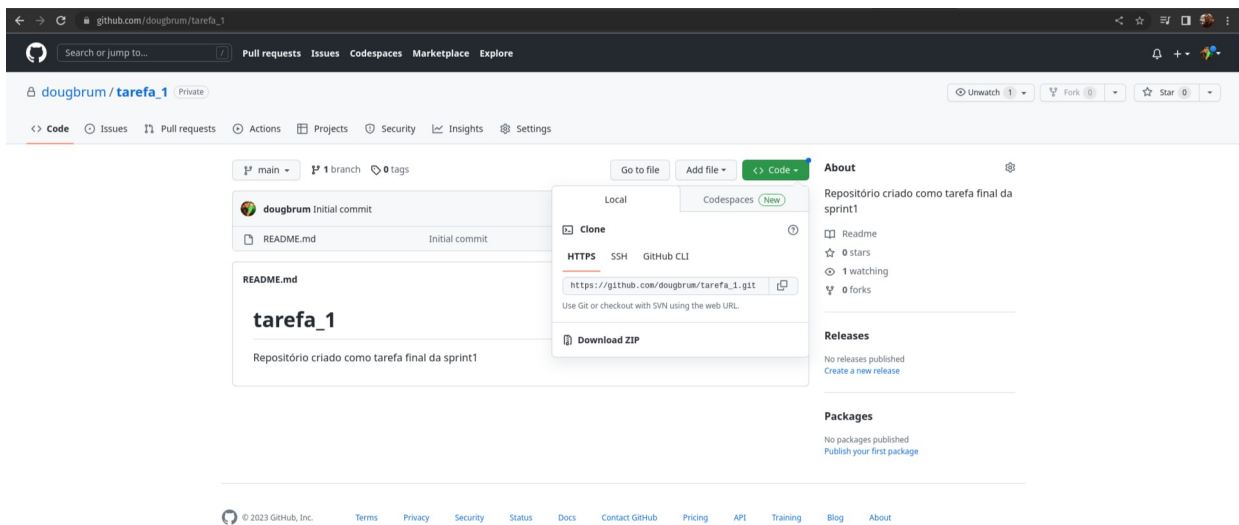 github.com/dougbrum/tarefa_1
Search or jump to... / Pull requests Issues Codespaces Marketplace Explore
dougbrum / tarefa_1 Private
Unwatch 1 Fork 0 Star 0
<> Code Issues Pull requests Actions Projects Security Insights Settings
main 1 branch 0 tags Go to file Add file <> Code
dougbrum Initial commit
README.md Initial commit
Local Codespaces New
Clone
HTTPS SSH GitHub CLI
https://github.com/dougbrum/tarefa_1.git
Use Git or checkout with SVN using the web URL.
Download ZIP
README.md
tarefa_1
Repositório criado como tarefa final da sprint1
About
Repositório criado como tarefa final da
sprint1
Readme
0 stars
1 watching
0 forks
Releases
No releases published
Create a new release
Packages
No packages published
Publish your first package
© 2023 GitHub, Inc. Terms Privacy Security Status Docs Contact GitHub Pricing API Training Blog About